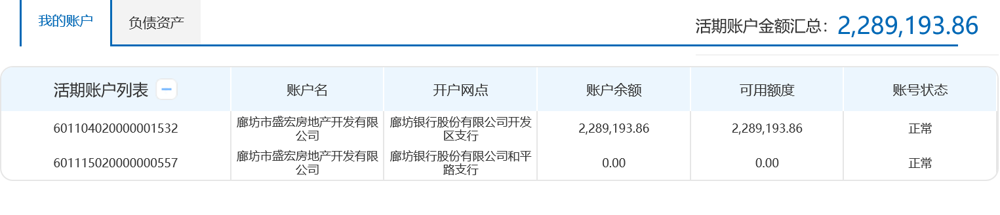 我的账户
负债资产
活期账户金额汇总：2,289,193.86
活期账户列表 账户名 开户网点 账户余额 可用额度 账号状态
601104020000001532 廊坊市盛宏房地产开发有限公司 廊坊银行股份有限公司开发区支行 2,289,193.86 2,289,193.86 正常
601115020000000557 廊坊市盛宏房地产开发有限公司 廊坊银行股份有限公司和平路支行 0.00 0.00 正常